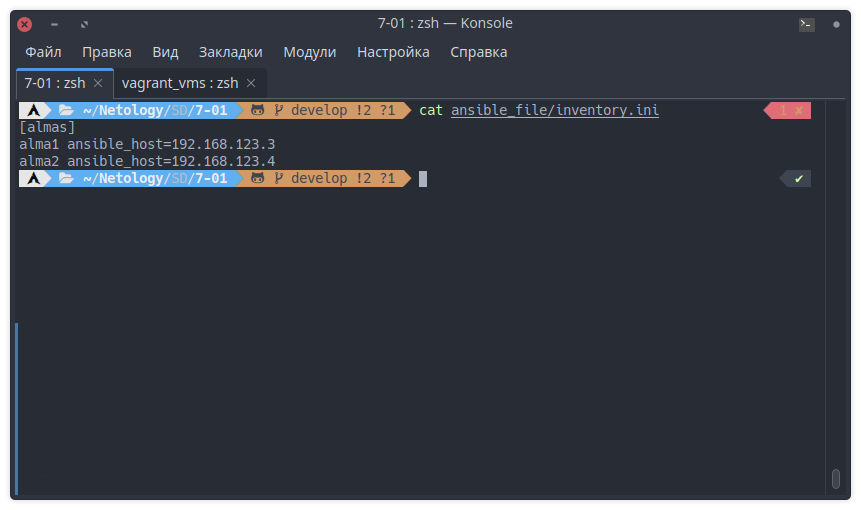 7-01 : zsh — Konsole
Файл Правка Вид Закладки Модули Настройка Справка
7-01 : zsh vagrant_vms : zsh
~/Netology/SD/7-01 develop !2 ?1 cat ansible_file/inventory.ini 1 ✘
[almas]
alma1 ansible_host=192.168.123.3
alma2 ansible_host=192.168.123.4
~/Netology/SD/7-01 develop !2 ?1 ✔